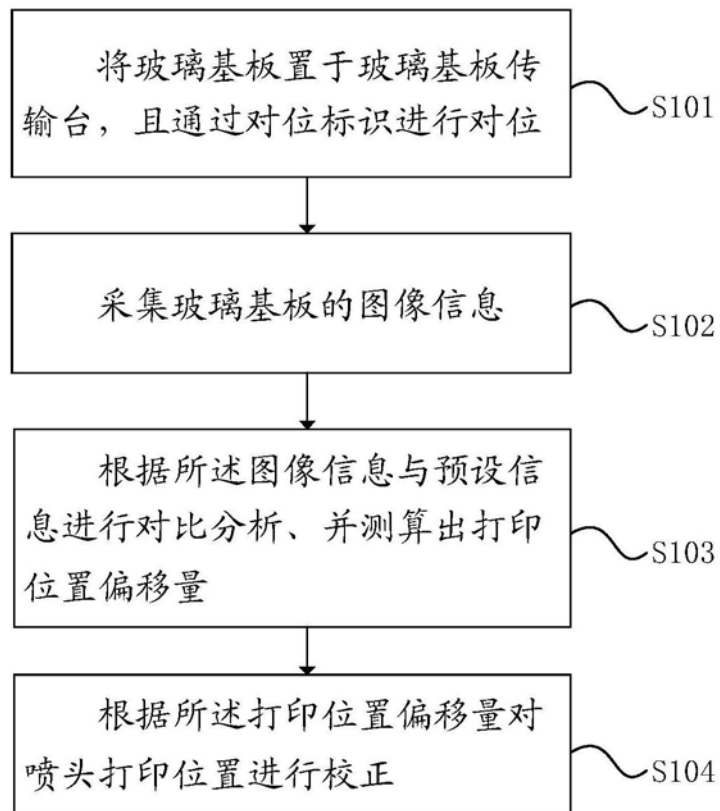 将玻璃基板置于玻璃基板传
输台，且通过对位标识进行对位
S101
采集玻璃基板的图像信息
S102
根据所述图像信息与预设信
息进行对比分析、并测算出打印
位置偏移量
S103
根据所述打印位置偏移量对
喷头打印位置进行校正
S104